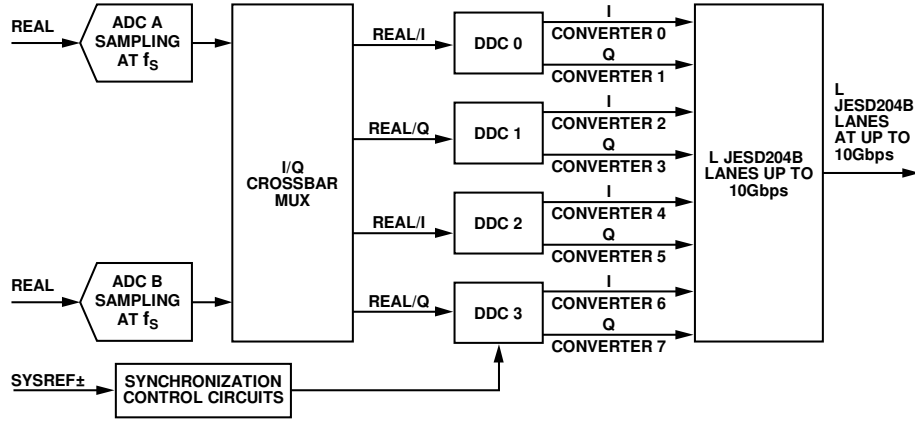 REAL
ADC A
SAMPLING
AT fS
I/Q
CROSSBAR
MUX
REAL
ADC B
SAMPLING
AT fS
SYSREF±
SYNCHRONIZATION
CONTROL CIRCUITS
REAL/I
DDC 0
I
CONVERTER 0
Q
CONVERTER 1
REAL/Q
DDC 1
I
CONVERTER 2
Q
CONVERTER 3
REAL/I
DDC 2
I
CONVERTER 4
Q
CONVERTER 5
REAL/Q
DDC 3
I
CONVERTER 6
Q
CONVERTER 7
L JESD204B
LANES UP TO
10Gbps
L
JESD204B
LANES
AT UP TO
10Gbps